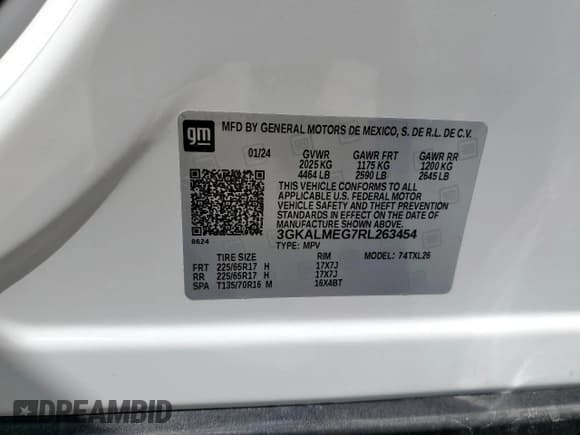 gm
MFD BY GENERAL MOTORS DE MEXICO, S. DE R.L. DE C.V.
01/24 GVWR GAWR FRT GAWR RR
2025 KG 1175 KG 1200 KG
4464 LB 2590 LB 2645 LB
THIS VEHICLE CONFORMS TO ALL
APPLICABLE U.S. FEDERAL MOTOR
VEHICLE SAFETY AND THEFT PREVENTION
STANDARDS IN EFFECT ON THE DATE OF
MANUFACTURE SHOWN ABOVE.
3GKALMEG7RL263454
8624
TYPE: MPV
TIRE SIZE RIM MODEL: 74TXL26
FRT 225/65R17 H 17X7J
RR 225/65R17 H 17X7J
SPA T135/70R16 M 16X4BT
DREAMBID